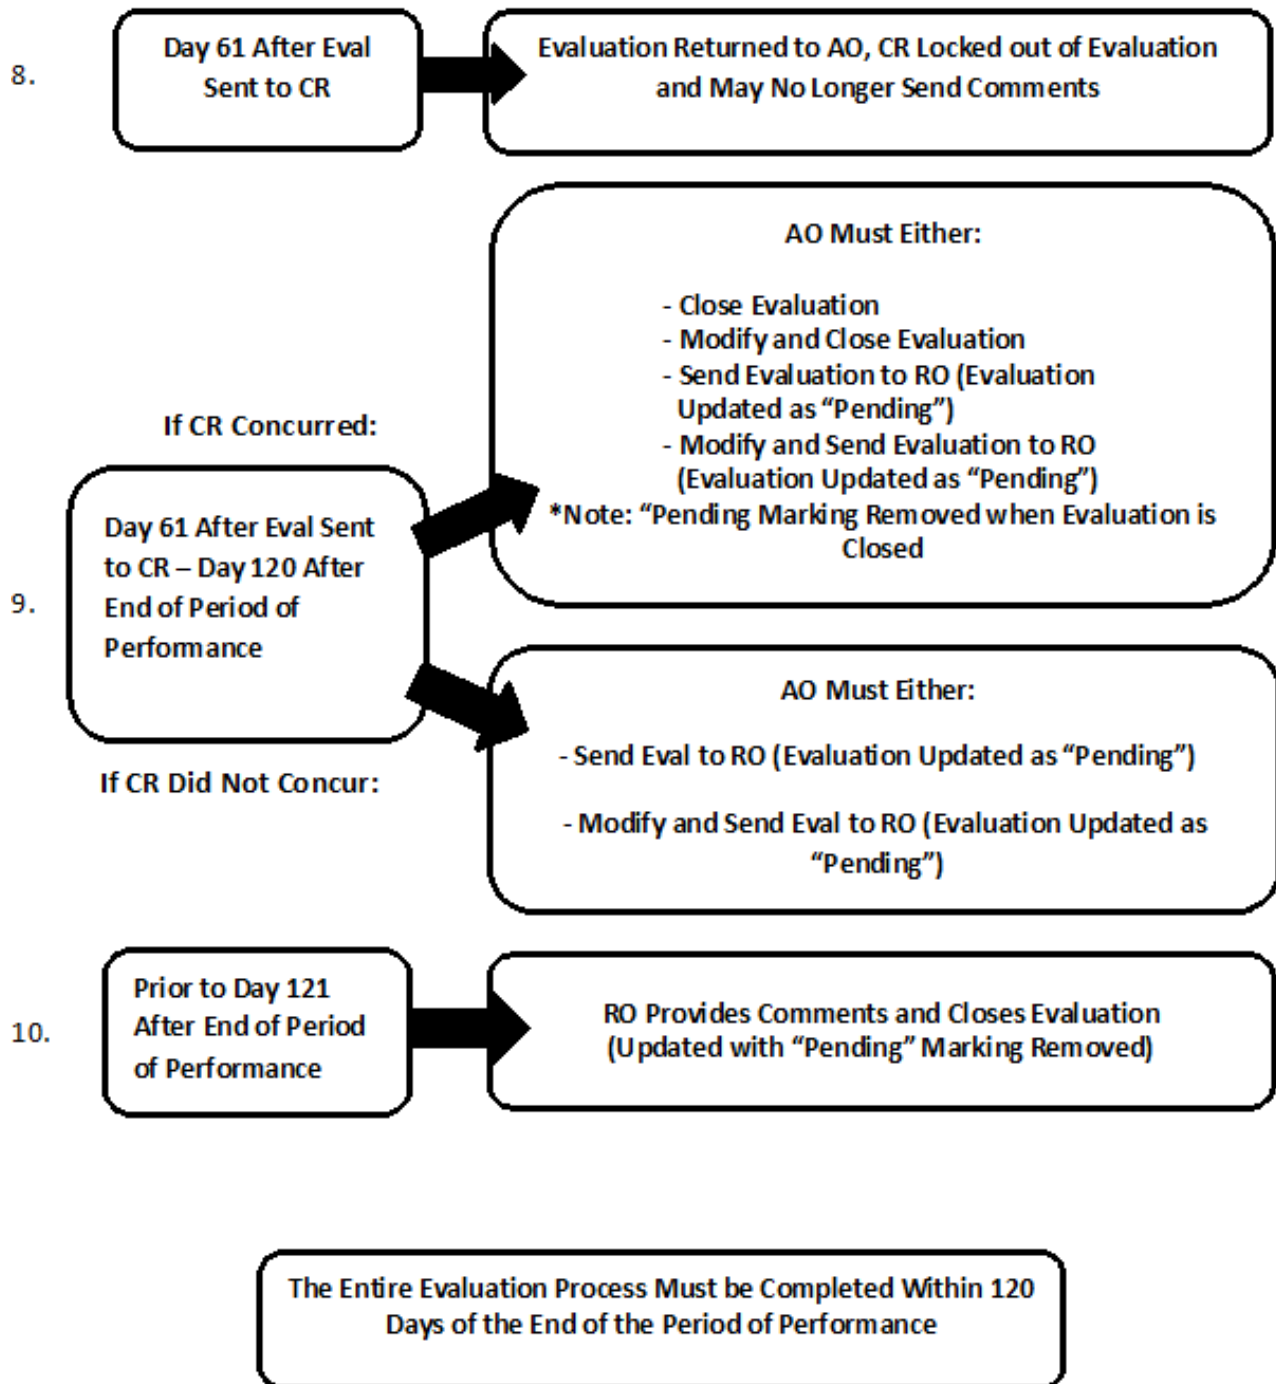 8.
Day 61 After Eval
Sent to CR
Evaluation Returned to AO, CR Locked out of Evaluation
and May No Longer Send Comments
AO Must Either:
- Close Evaluation
- Modify and Close Evaluation
- Send Evaluation to RO (Evaluation
Updated as “Pending”)
- Modify and Send Evaluation to RO
(Evaluation Updated as “Pending”)
*Note: “Pending Marking Removed when Evaluation is
Closed
If CR Concurred:
9.
Day 61 After Eval Sent
to CR – Day 120 After
End of Period of
Performance
If CR Did Not Concur:
AO Must Either:
- Send Eval to RO (Evaluation Updated as “Pending”)
- Modify and Send Eval to RO (Evaluation Updated as
“Pending”)
10.
Prior to Day 121
After End of Period
of Performance
RO Provides Comments and Closes Evaluation
(Updated with “Pending” Marking Removed)
The Entire Evaluation Process Must be Completed Within 120
Days of the End of the Period of Performance